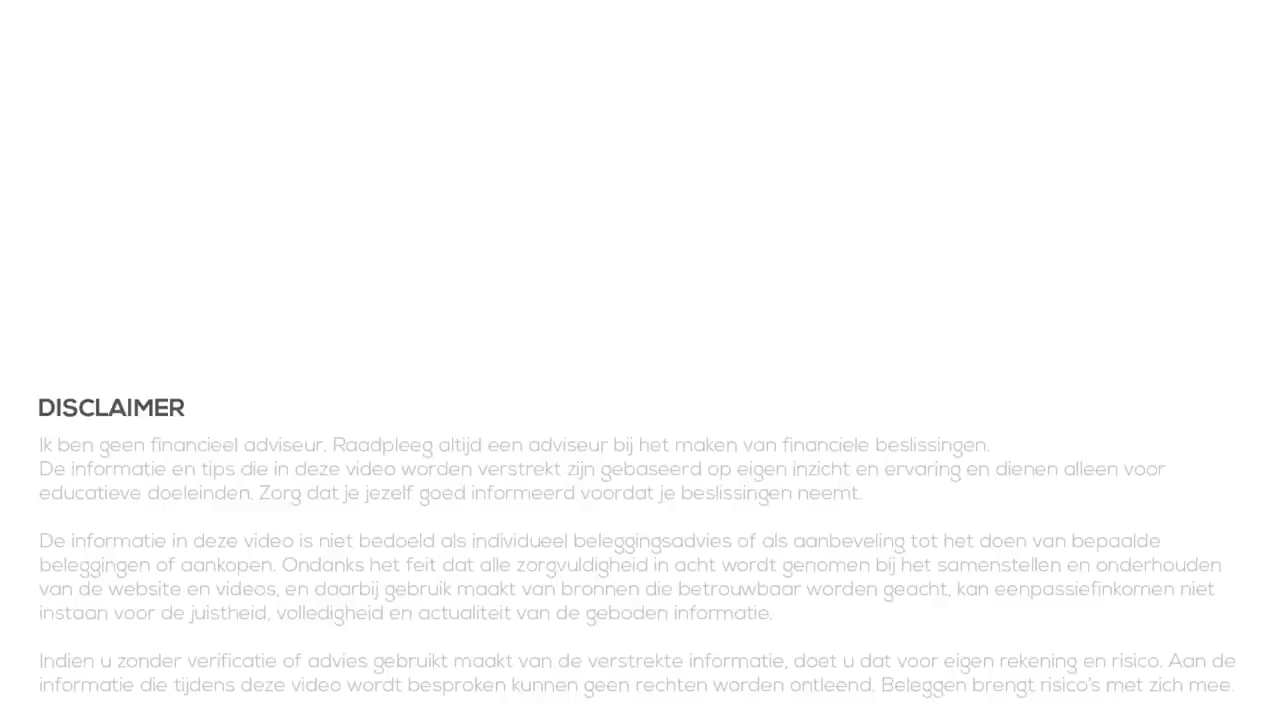 DISCLAIMER
Ik ben geen financieel adviseur. Raadpleeg altijd een adviseur bij het maken van financiele beslissingen.
De informatie en tips die in deze video worden verstrekt zijn gebaseerd op eigen inzicht en ervaring en dienen alleen voor
educatieve doeleinden. Zorg dat je jezelf goed informeerd voordat je beslissingen neemt.
De informatie in deze video is niet bedoeld als individueel beleggingsadvies of als aanbeveling tot het doen van bepaalde
beleggingen of aankopen. Ondanks het feit dat alle zorgvuldigheid in acht wordt genomen bij het samenstellen en onderhouden
van de website en videos, en daarbij gebruik maakt van bronnen die betrouwbaar worden geacht, kan eenpassiefinkomen niet
instaan voor de juistheid, volledigheid en actualiteit van de geboden informatie.
Indien u zonder verificatie of advies gebruikt maakt van de verstrekte informatie, doet u dat voor eigen rekening en risico. Aan de
informatie die tijdens deze video wordt besproken kunnen geen rechten worden ontleend. Beleggen brengt risico's met zich mee.